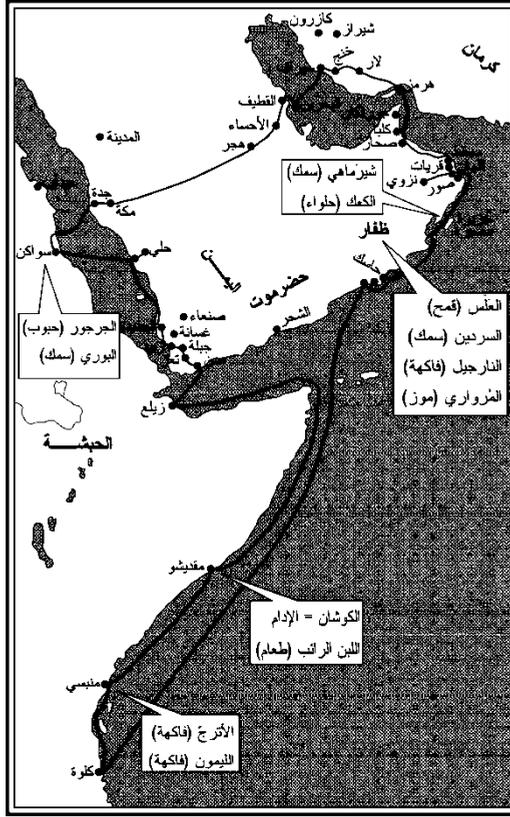 كازرون
شيراز
كرمان
خنج
لار
هرمز
القطيف
الأحساء
هجر
المدينة
كلبا
صحار
قريات
نزوي
صور
جدة
مكة
شيرماهي (سمك)
الكعك (حلواء)
ظفار
حاسك
سواكن
حلي
اليمن
حضرموت
الشحر
صنعاء
غسانة
جبلة
الجرجور (حبوب)
البوري (سمك)
العلس (قمح)
السردين (سمك)
النارجيل (فاكهة)
المرواري (موز)
زيلع
الحبشة
مقديشو
الكوشان = الإدام
اللبن الرائب (طعام)
منبسي
الأترج (فاكهة)
الليمون (فاكهة)
كلوة